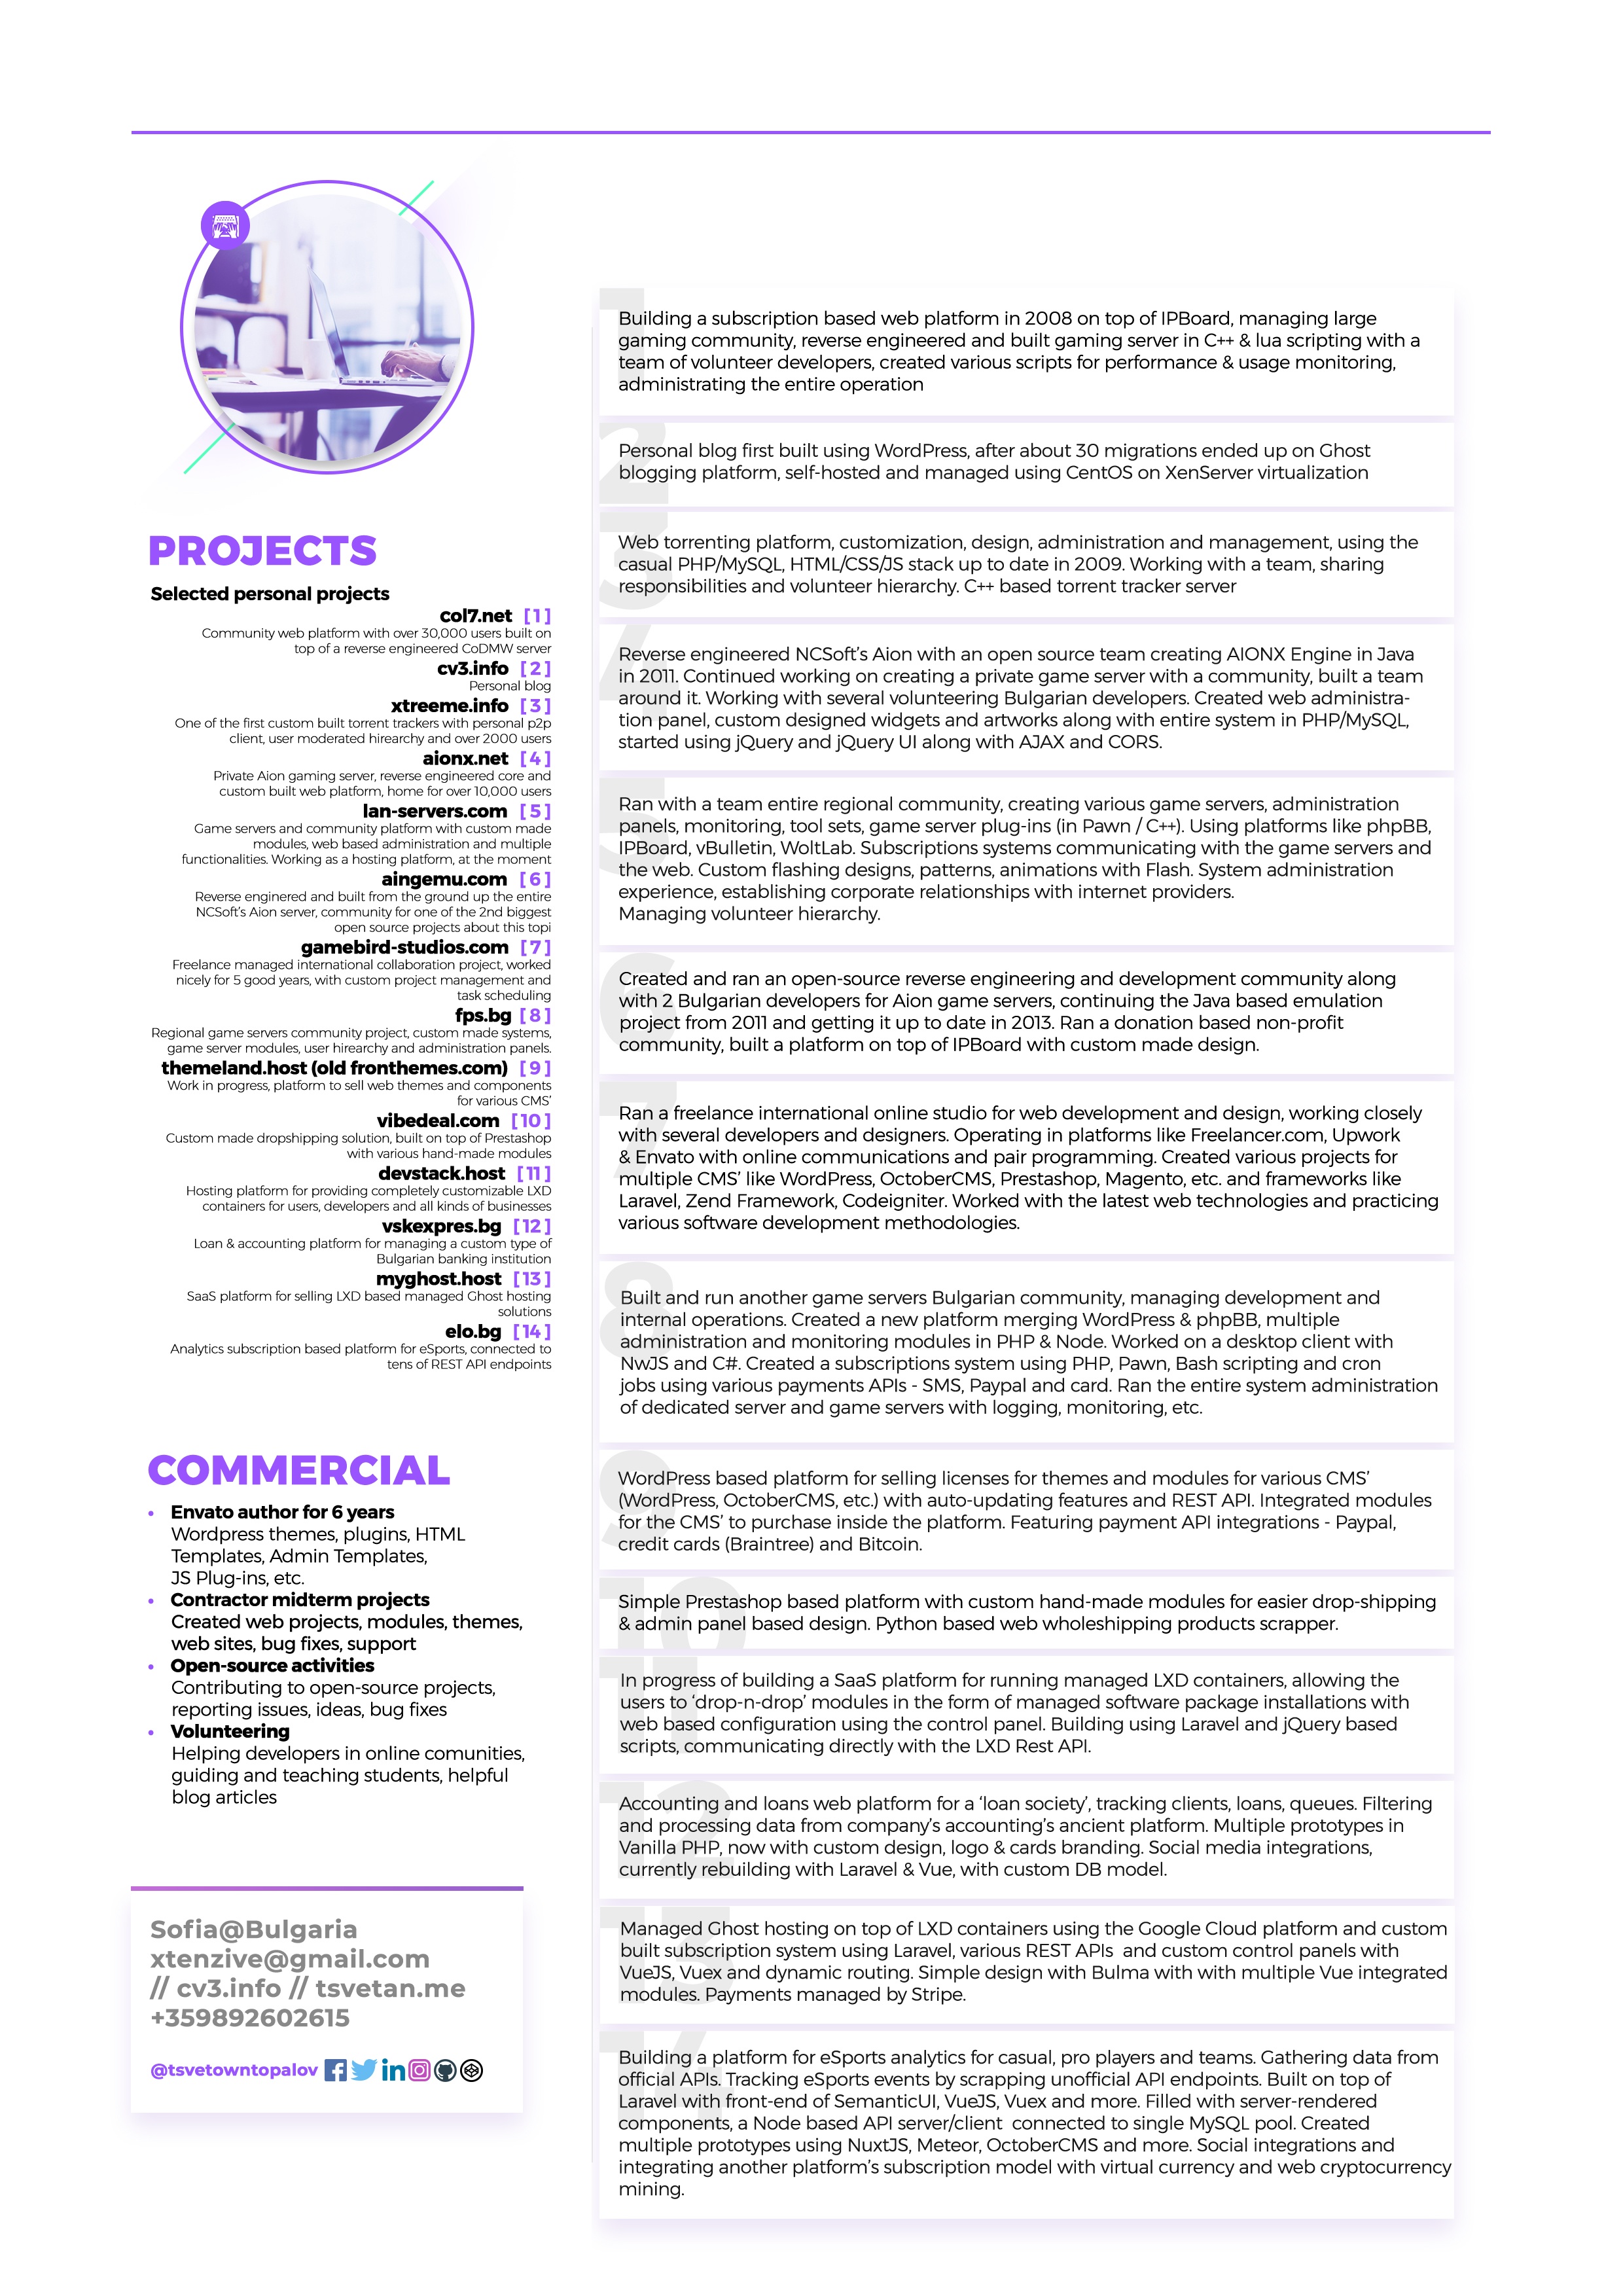 PROJECTS
Selected personal projects
col7.net [1]
Community web platform with over 30,000 users built on
top of a reverse engineered CoDMW server
cv3.info [2]
Personal blog
xtreeme.info [3]
One of the first custom built torrent trackers with personal p2p
client, user moderated hirearchy and over 2000 users
aionx.net [4]
Private Aion gaming server, reverse engineered core and
custom built web platform, home for over 10,000 users
lan-servers.com [5]
Game servers and community platform with custom made
modules, web based administration and multiple
functionalities. Working as a hosting platform, at the moment
aingemu.com [6]
Reverse enginered and built from the ground up the entire
NCSoft's Aion server, community for one of the 2nd biggest
open source projects about this topi
gamebird-studios.com [7]
Freelance managed international collaboration project, worked
nicely for 5 good years, with custom project management and
task scheduling
fps.bg [8]
Regional game servers community project, custom made systems,
game server modules, user hirearchy and administration panels.
themeland.host (old fronthemes.com) [9]
Work in progress, platform to sell web themes and components
for various CMS'
vibedeal.com [10]
Custom made dropshipping solution, built on top of Prestashop
with various hand-made modules
devstack.host [11]
Hosting platform for providing completely customizable LXD
containers for users, developers and all kinds of businesses
vskexpres.bg [12]
Loan & accounting platform for managing a custom type of
Bulgarian banking institution
myghost.host [13]
SaaS platform for selling LXD based managed Ghost hosting
solutions
elo.bg [14]
Analytics subscription based platform for eSports, connected to
tens of REST API endpoints
COMMERCIAL
• Envato author for 6 years
Wordpress themes, plugins, HTML
Templates, Admin Templates,
JS Plug-ins, etc.
• Contractor midterm projects
Created web projects, modules, themes,
web sites, bug fixes, support
• Open-source activities
Contributing to open-source projects,
reporting issues, ideas, bug fixes
• Volunteering
Helping developers in online comunities,
guiding and teaching students, helpful
blog articles
Sofia@Bulgaria
xtenzive@gmail.com
// cv3.info // tsvetan.me
+359892602615
@tsvetowntopalov
1
Building a subscription based web platform in 2008 on top of IPBoard, managing large
gaming community, reverse engineered and built gaming server in C++ & lua scripting with a
team of volunteer developers, created various scripts for performance & usage monitoring,
administrating the entire operation
2
Personal blog first built using WordPress, after about 30 migrations ended up on Ghost
blogging platform, self-hosted and managed using CentOS on XenServer virtualization
3
Web torrenting platform, customization, design, administration and management, using the
casual PHP/MySQL, HTML/CSS/JS stack up to date in 2009. Working with a team, sharing
responsibilities and volunteer hierarchy. C++ based torrent tracker server
4
Reverse engineered NCSoft's Aion with an open source team creating AIONX Engine in Java
in 2011. Continued working on creating a private game server with a community, built a team
around it. Working with several volunteering Bulgarian developers. Created web administra-
tion panel, custom designed widgets and artworks along with entire system in PHP/MySQL,
started using jQuery and jQuery UI along with AJAX and CORS.
5
Ran with a team entire regional community, creating various game servers, administration
panels, monitoring, tool sets, game server plug-ins (in Pawn / C++). Using platforms like phpBB,
IPBoard, vBulletin, WoltLab. Subscriptions systems communicating with the game servers and
the web. Custom flashing designs, patterns, animations with Flash. System administration
experience, establishing corporate relationships with internet providers.
Managing volunteer hierarchy.
6
Created and ran an open-source reverse engineering and development community along
with 2 Bulgarian developers for Aion game servers, continuing the Java based emulation
project from 2011 and getting it up to date in 2013. Ran a donation based non-profit
community, built a platform on top of IPBoard with custom made design.
7
Ran a freelance international online studio for web development and design, working closely
with several developers and designers. Operating in platforms like Freelancer.com, Upwork
& Envato with online communications and pair programming. Created various projects for
multiple CMS' like WordPress, OctoberCMS, Prestashop, Magento, etc. and frameworks like
Laravel, Zend Framework, Codeigniter. Worked with the latest web technologies and practicing
various software development methodologies.
8
Built and run another game servers Bulgarian community, managing development and
internal operations. Created a new platform merging WordPress & phpBB, multiple
administration and monitoring modules in PHP & Node. Worked on a desktop client with
NwJS and C#. Created a subscriptions system using PHP, Pawn, Bash scripting and cron
jobs using various payments APIs - SMS, Paypal and card. Ran the entire system administration
of dedicated server and game servers with logging, monitoring, etc.
9
WordPress based platform for selling licenses for themes and modules for various CMS'
(WordPress, OctoberCMS, etc.) with auto-updating features and REST API. Integrated modules
for the CMS' to purchase inside the platform. Featuring payment API integrations - Paypal,
credit cards (Braintree) and Bitcoin.
10
Simple Prestashop based platform with custom hand-made modules for easier drop-shipping
& admin panel based design. Python based web wholeshipping products scrapper.
11
In progress of building a SaaS platform for running managed LXD containers, allowing the
users to 'drop-n-drop' modules in the form of managed software package installations with
web based configuration using the control panel. Building using Laravel and jQuery based
scripts, communicating directly with the LXD Rest API.
12
Accounting and loans web platform for a 'loan society', tracking clients, loans, queues. Filtering
and processing data from company's accounting's ancient platform. Multiple prototypes in
Vanilla PHP, now with custom design, logo & cards branding. Social media integrations,
currently rebuilding with Laravel & Vue, with custom DB model.
13
Managed Ghost hosting on top of LXD containers using the Google Cloud platform and custom
built subscription system using Laravel, various REST APIs and custom control panels with
VueJS, Vuex and dynamic routing. Simple design with Bulma with with multiple Vue integrated
modules. Payments managed by Stripe.
14
Building a platform for eSports analytics for casual, pro players and teams. Gathering data from
official APIs. Tracking eSports events by scrapping unofficial API endpoints. Built on top of
Laravel with front-end of SemanticUI, VueJS, Vuex and more. Filled with server-rendered
components, a Node based API server/client connected to single MySQL pool. Created
multiple prototypes using NuxtJS, Meteor, OctoberCMS and more. Social integrations and
integrating another platform's subscription model with virtual currency and web cryptocurrency
mining.